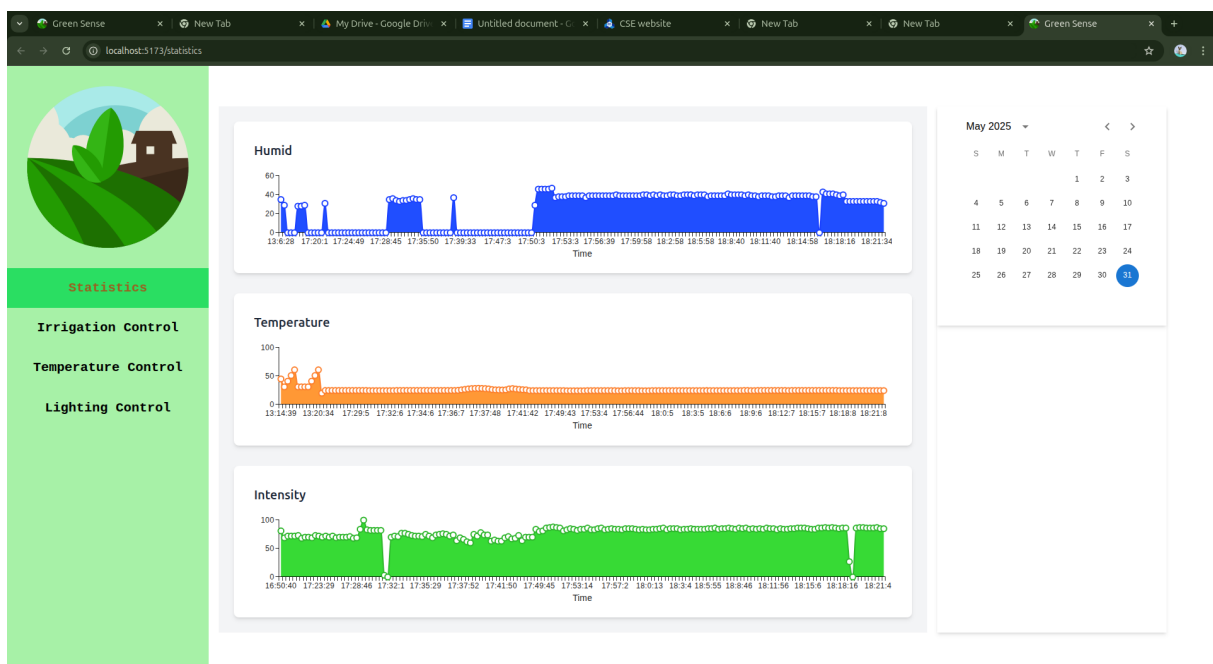 Green Sense
New Tab
My Drive - Google Driv
Untitled document - G
CSE website
New Tab
New Tab
Green Sense
localhost:5173/statistics
Statistics
Irrigation Control
Temperature Control
Lighting Control
Humid
60
40
20
0
13:6:28 17:20:1 17:24:49 17:28:45 17:35:50 17:39:33 17:47:3 17:50:3 17:53:3 17:56:39 17:59:58 18:2:58 18:5:58 18:8:40 18:11:40 18:14:58 18:18:16 18:21:34
Time
Temperature
100
50
0
13:14:39 13:20:34 17:29:5 17:32:6 17:34:6 17:36:7 17:37:48 17:41:42 17:49:43 17:53:4 17:56:44 18:0:5 18:3:5 18:6:6 18:9:6 18:12:7 18:15:7 18:18:8 18:21:8
Time
Intensity
100
50
0
16:50:40 17:23:29 17:28:46 17:32:1 17:35:29 17:37:52 17:41:50 17:49:45 17:53:14 17:57:2 18:0:13 18:3:4 18:5:55 18:8:46 18:11:56 18:15:6 18:18:16 18:21:4
Time
May 2025
S M T W T F S
1 2 3
4 5 6 7 8 9 10
11 12 13 14 15 16 17
18 19 20 21 22 23 24
25 26 27 28 29 30 31